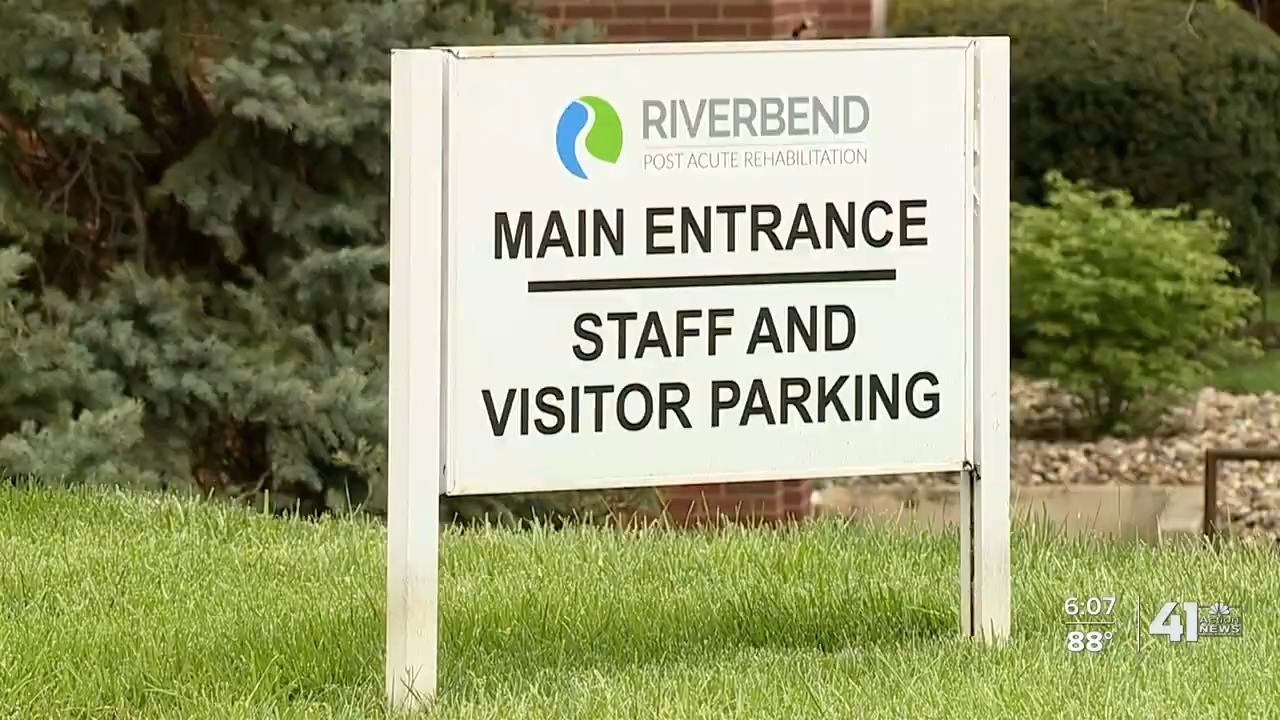 RIVERBEND
POST ACUTE REHABILITATION
MAIN ENTRANCE
STAFF AND
VISITOR PARKING
6:07
88°
41 Action NEWS